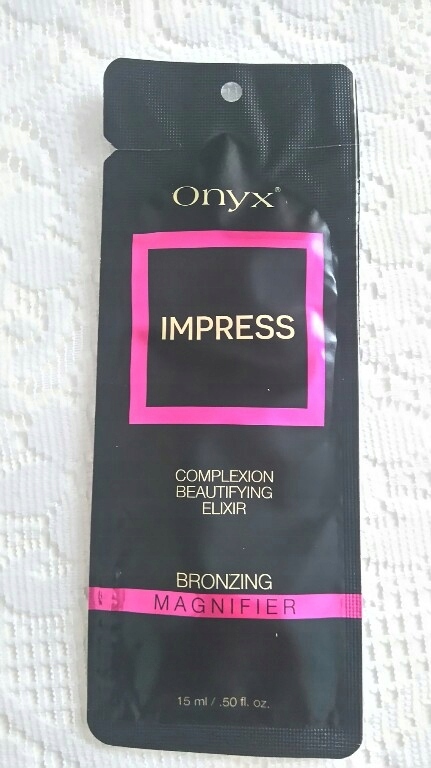 Onyx®
IMPRESS
COMPLEXION
BEAUTIFYING
ELIXIR
BRONZING
MAGNIFIER
15 ml / .50 fl. oz.